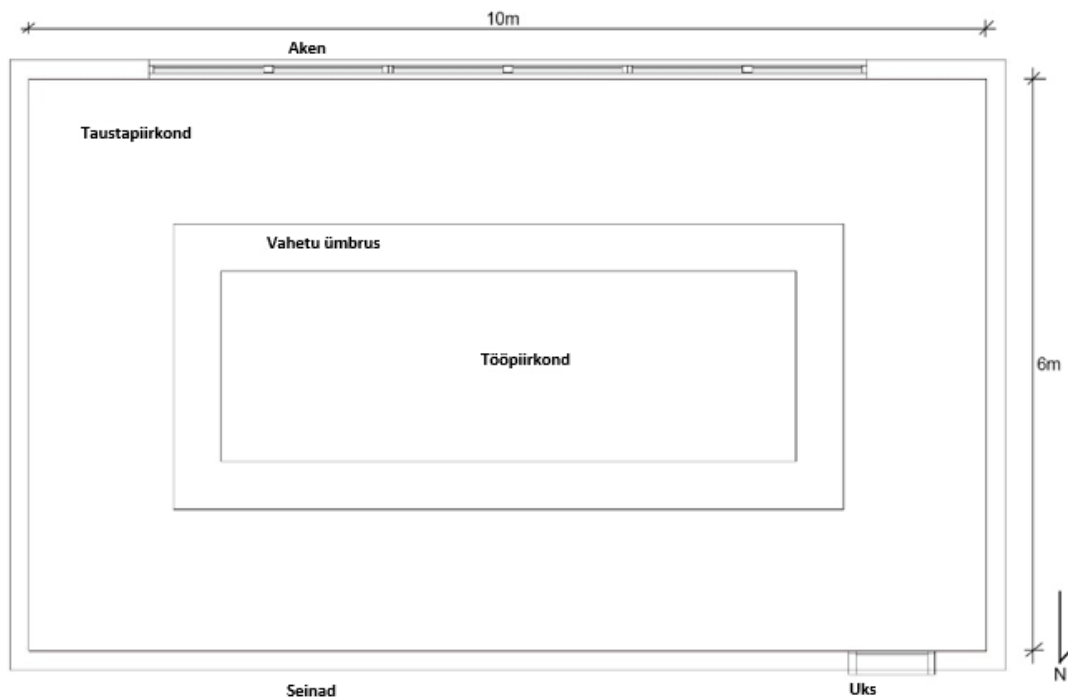 10m
Aken
Taustapiirkond
Vahetu ümbrus
Tööpiirkond
6m
N
Seinad
Uks